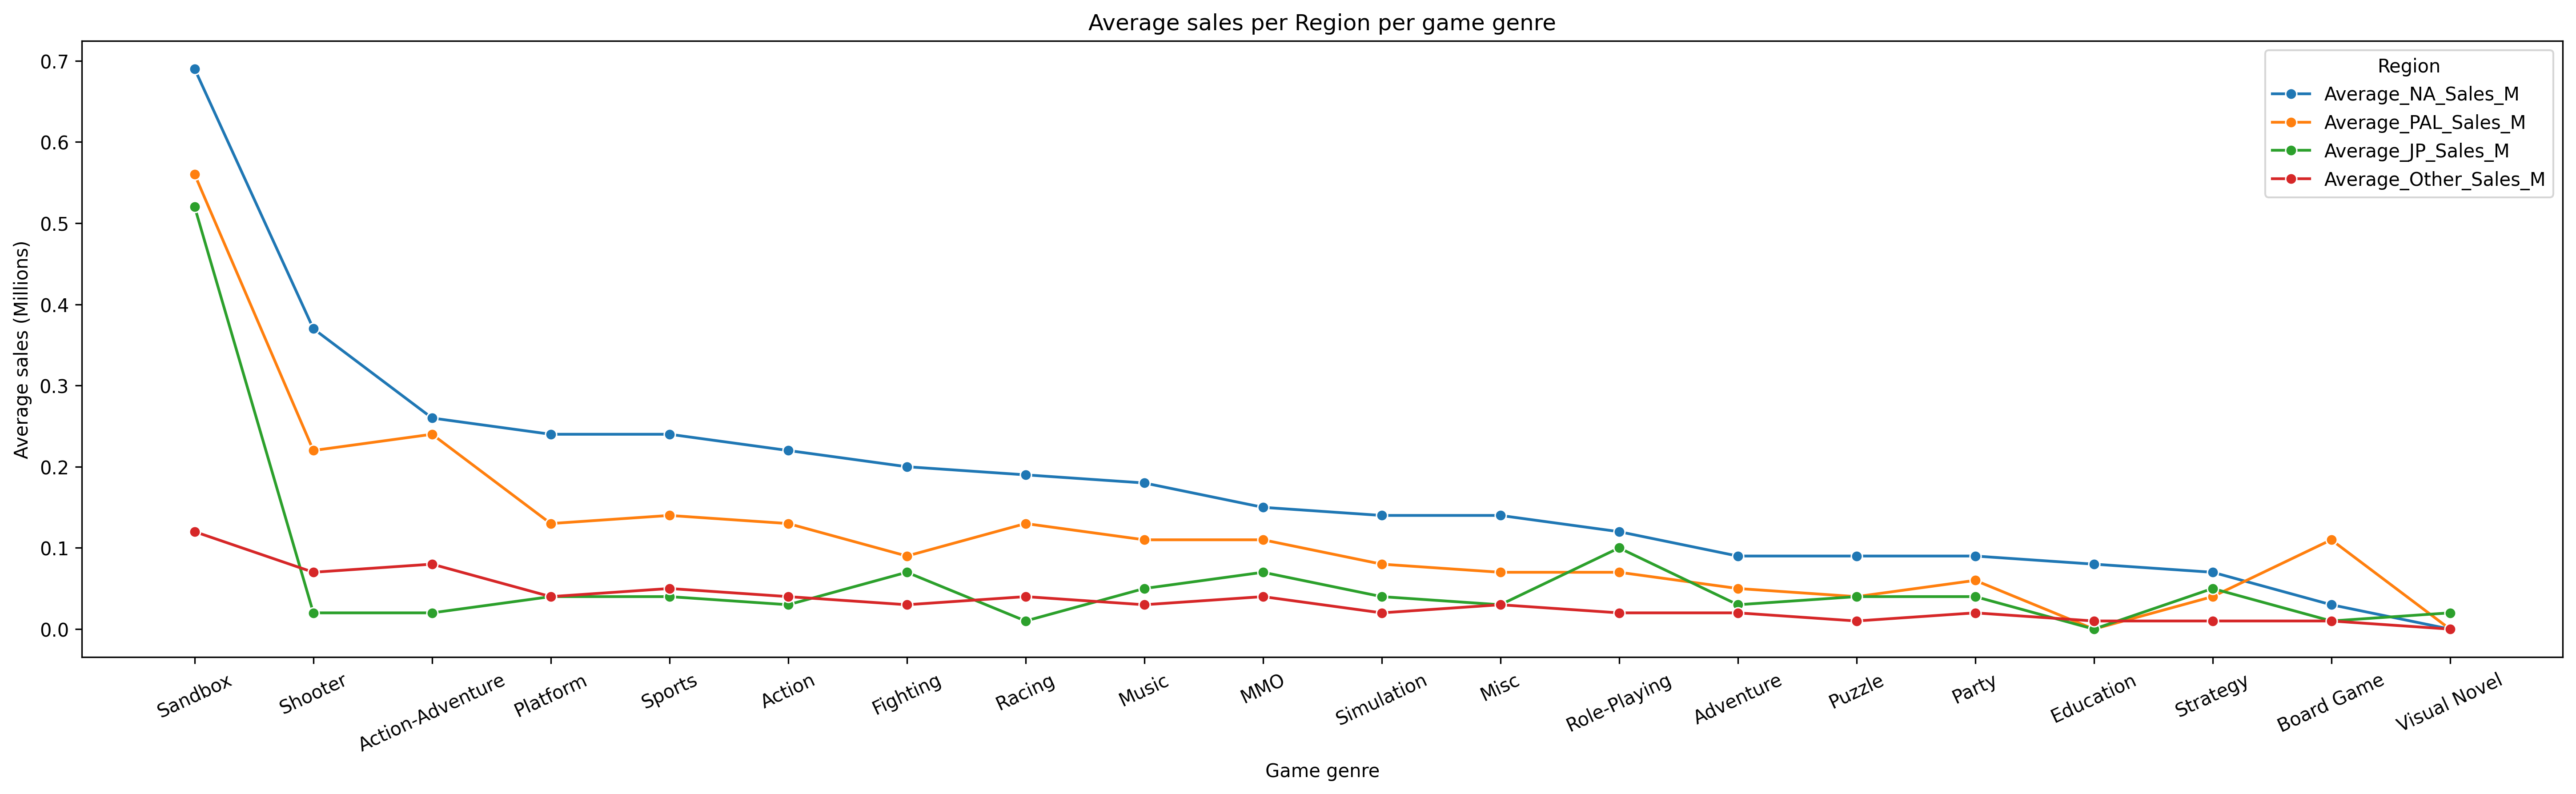 Average sales per Region per game genre
Region
Average_NA_Sales_M
Average_PAL_Sales_M
Average_JP_Sales_M
Average_Other_Sales_M
Average sales (Millions)
0.7
0.6
0.5
0.4
0.3
0.2
0.1
0.0
Sandbox
Shooter
Action-Adventure
Platform
Sports
Action
Fighting
Racing
Music
MMO
Simulation
Misc
Role-Playing
Adventure
Puzzle
Party
Education
Strategy
Board Game
Visual Novel
Game genre